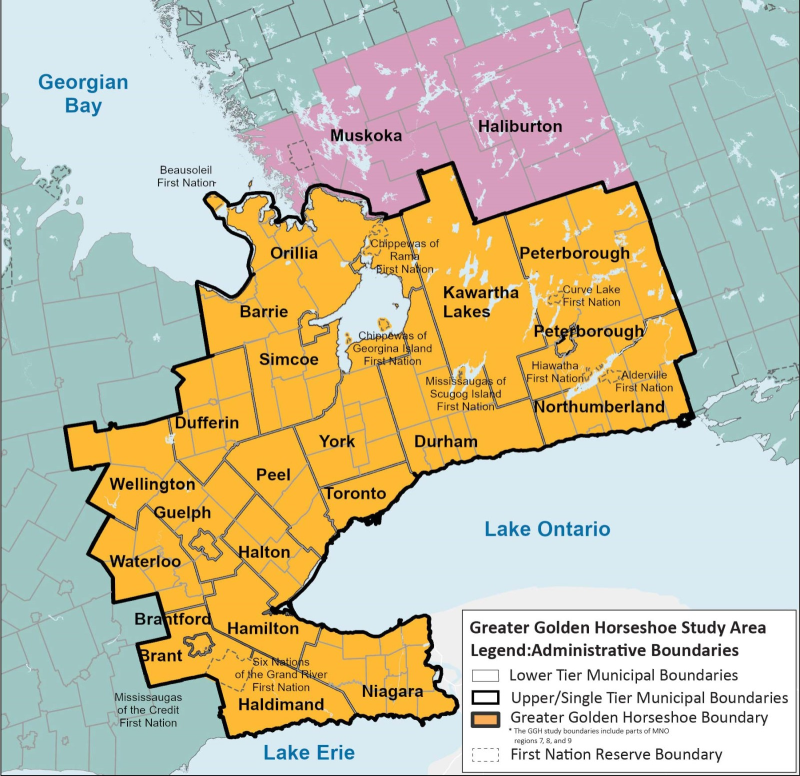 Georgian
Bay
Muskoka
Haliburton
Beausoleil
First Nation
Orillia
Chippewas of
Rama
First Nation
Peterborough
Kawartha
Lakes
Curve Lake
First Nation
Barrie
Chippewas of
Georgina Island
First Nation
Peterborough
Simcoe
Hiawatha
First Nation
Alderville
First Nation
Mississaugas of
Scugog Island
First Nation
Northumberland
Dufferin
York
Durham
Peel
Wellington
Toronto
Guelph
Lake Ontario
Halton
Waterloo
Brantford
Hamilton
Brant
Six Nations
of the Grand River
First Nation
Niagara
Mississaugas
of the Credit
First Nation
Haldimand
Lake Erie
Greater Golden Horseshoe Study Area
Legend:Administrative Boundaries
Lower Tier Municipal Boundaries
Upper/Single Tier Municipal Boundaries
Greater Golden Horseshoe Boundary
* The GGH study boundaries include parts of MNO
regions 7, 8, and 9
First Nation Reserve Boundary